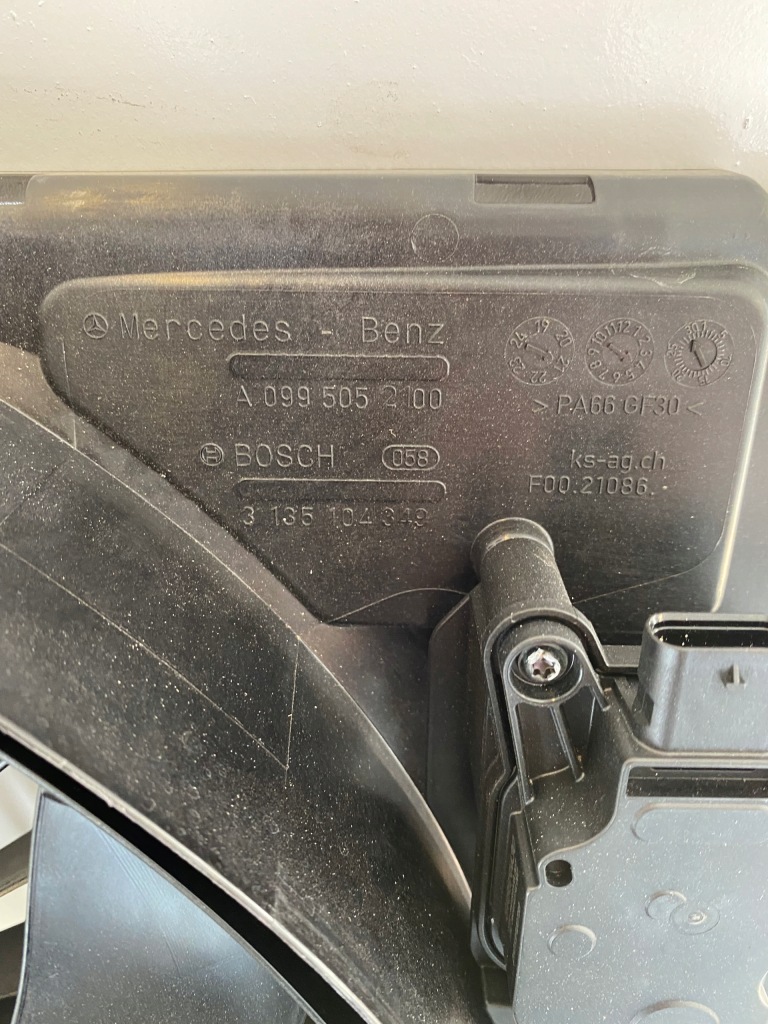 Mercedes - Benz
A 099 505 2100
> PA66 GF30 <
BOSCH 058
ks-ag.ch
F00.21086.
3 135 104 349